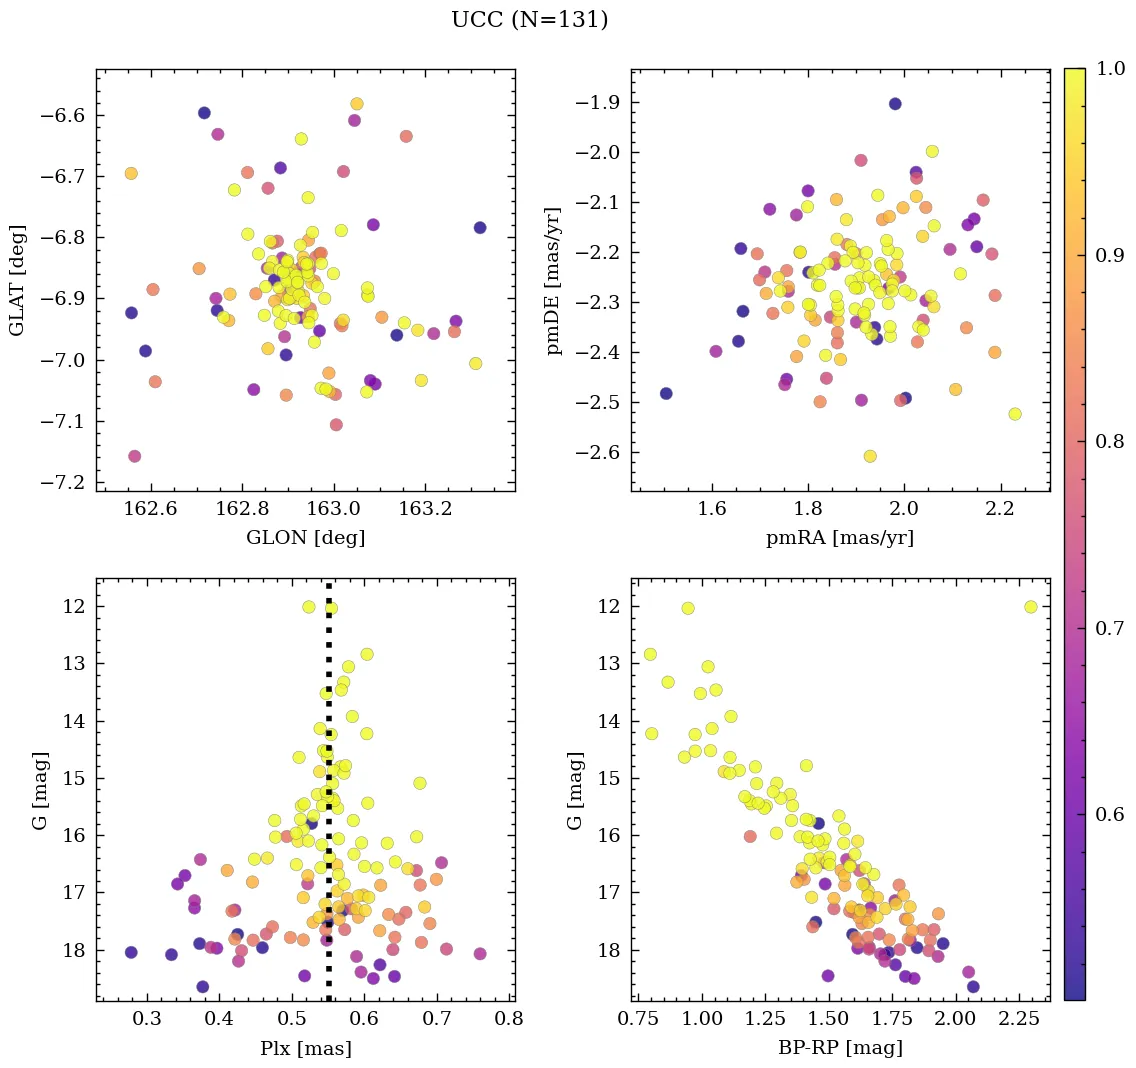 UCC (N=131)
−6.6
−6.7
−6.8
−6.9
−7.0
−7.1
−7.2
GLAT [deg]
162.6 162.8 163.0 163.2
GLON [deg]
−1.9
−2.0
−2.1
−2.2
−2.3
−2.4
−2.5
−2.6
pmDE [mas/yr]
1.6 1.8 2.0 2.2
pmRA [mas/yr]
12
13
14
15
16
17
18
G [mag]
0.3 0.4 0.5 0.6 0.7 0.8
Plx [mas]
12
13
14
15
16
17
18
G [mag]
0.75 1.00 1.25 1.50 1.75 2.00 2.25
BP-RP [mag]
1.0
0.9
0.8
0.7
0.6